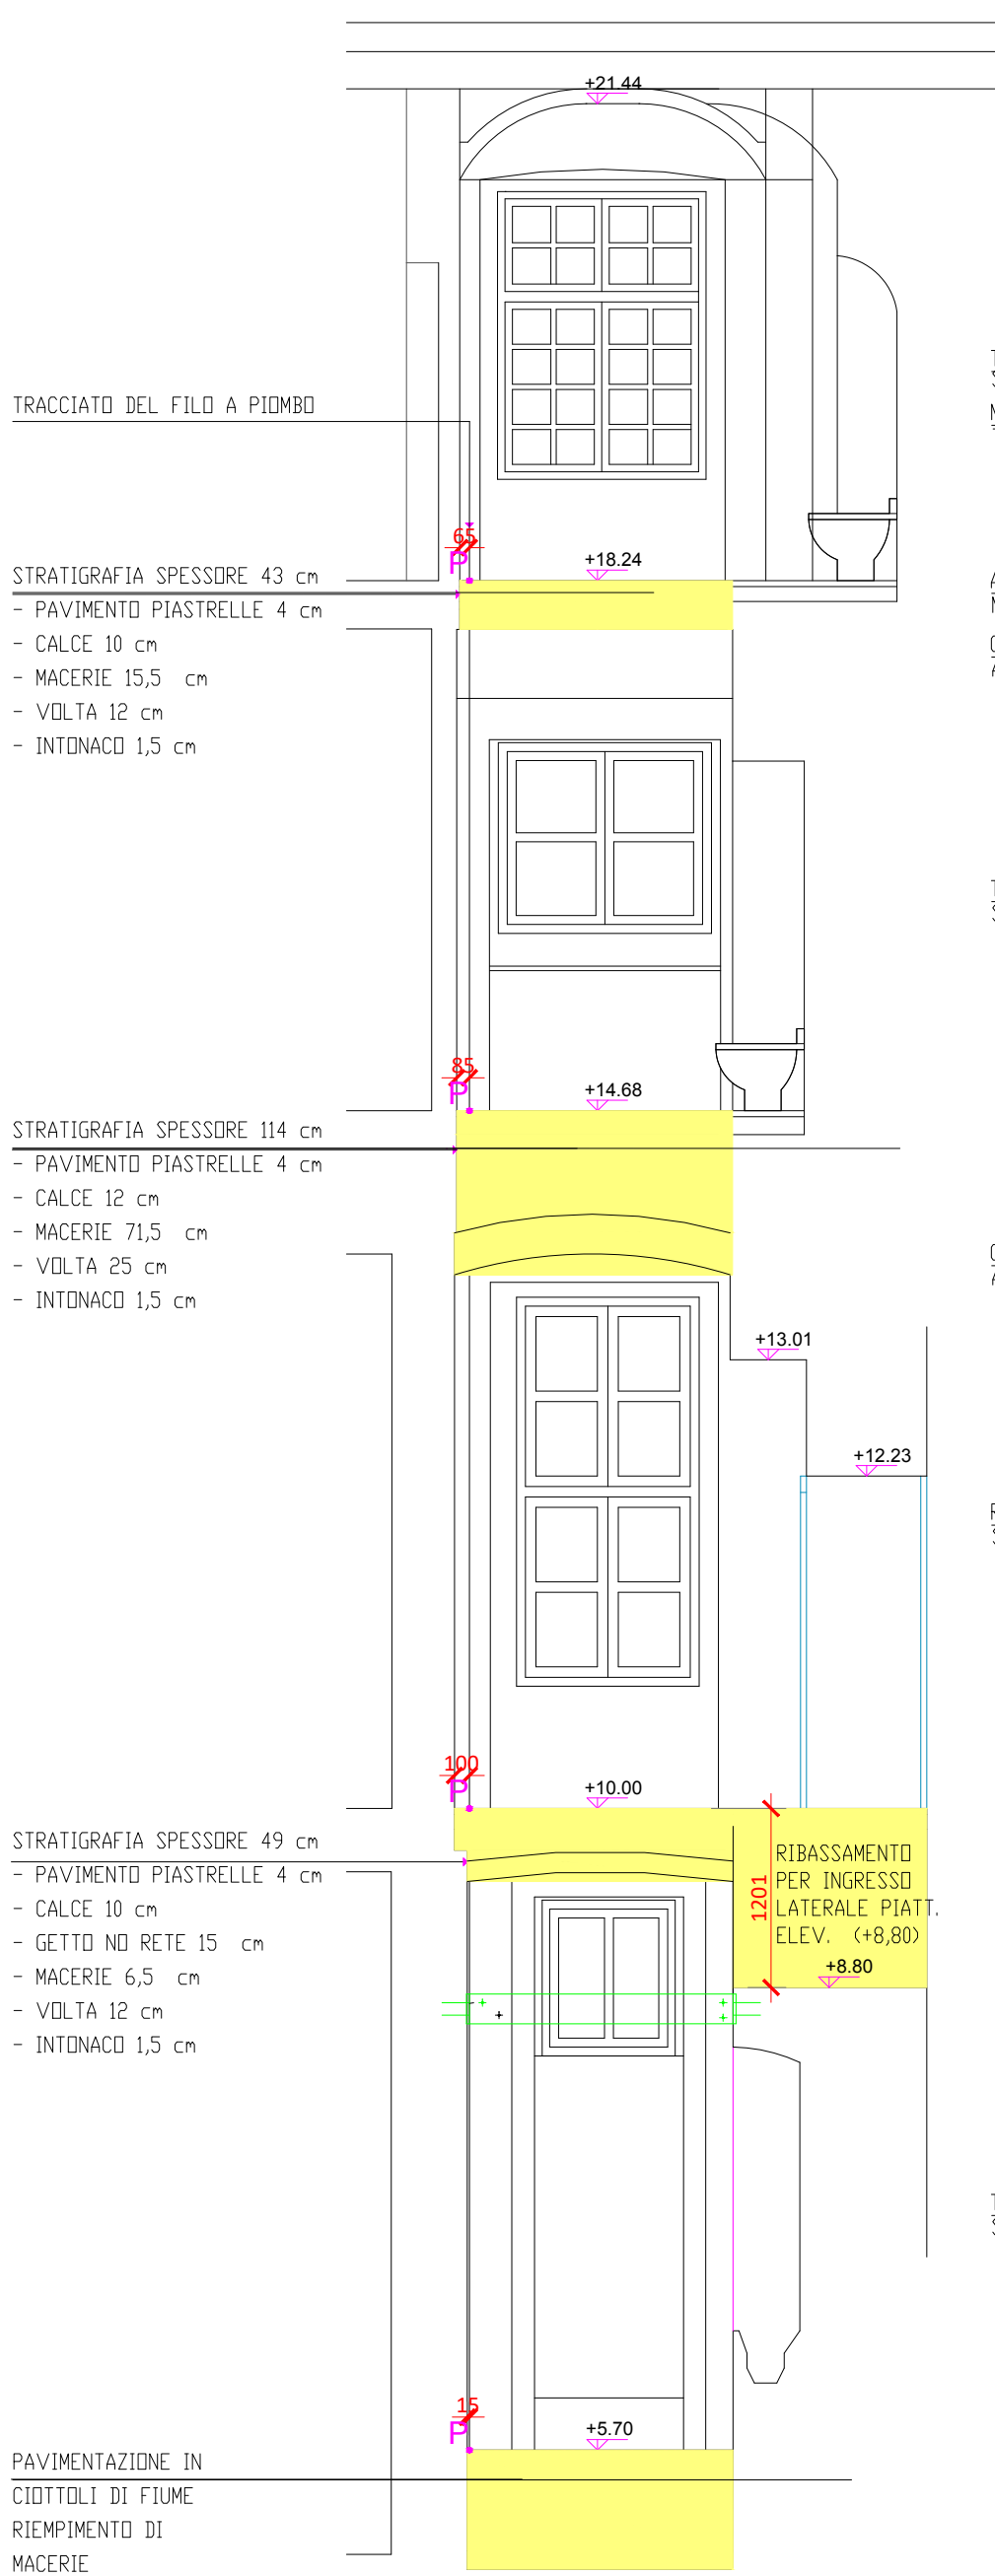 +21.44
TRACCIATO DEL FILO A PIOMBO
65
P
+18.24
STRATIGRAFIA SPESSORE 43 cm
- PAVIMENTO PIASTRELLE 4 cm
- CALCE 10 cm
- MACERIE 15,5 cm
- VOLTA 12 cm
- INTONACO 1,5 cm
85
P
+14.68
STRATIGRAFIA SPESSORE 114 cm
- PAVIMENTO PIASTRELLE 4 cm
- CALCE 12 cm
- MACERIE 71,5 cm
- VOLTA 25 cm
- INTONACO 1,5 cm
+13.01
+12.23
100
P
+10.00
STRATIGRAFIA SPESSORE 49 cm
- PAVIMENTO PIASTRELLE 4 cm
- CALCE 10 cm
- GETTO NO RETE 15 cm
- MACERIE 6,5 cm
- VOLTA 12 cm
- INTONACO 1,5 cm
1201
RIBASSAMENTO
PER INGRESSO
LATERALE PIATT.
ELEV. (+8,80)
+8.80
15
P
+5.70
PAVIMENTAZIONE IN
CIOTTOLI DI FIUME
RIEMPIMENTO DI
MACERIE